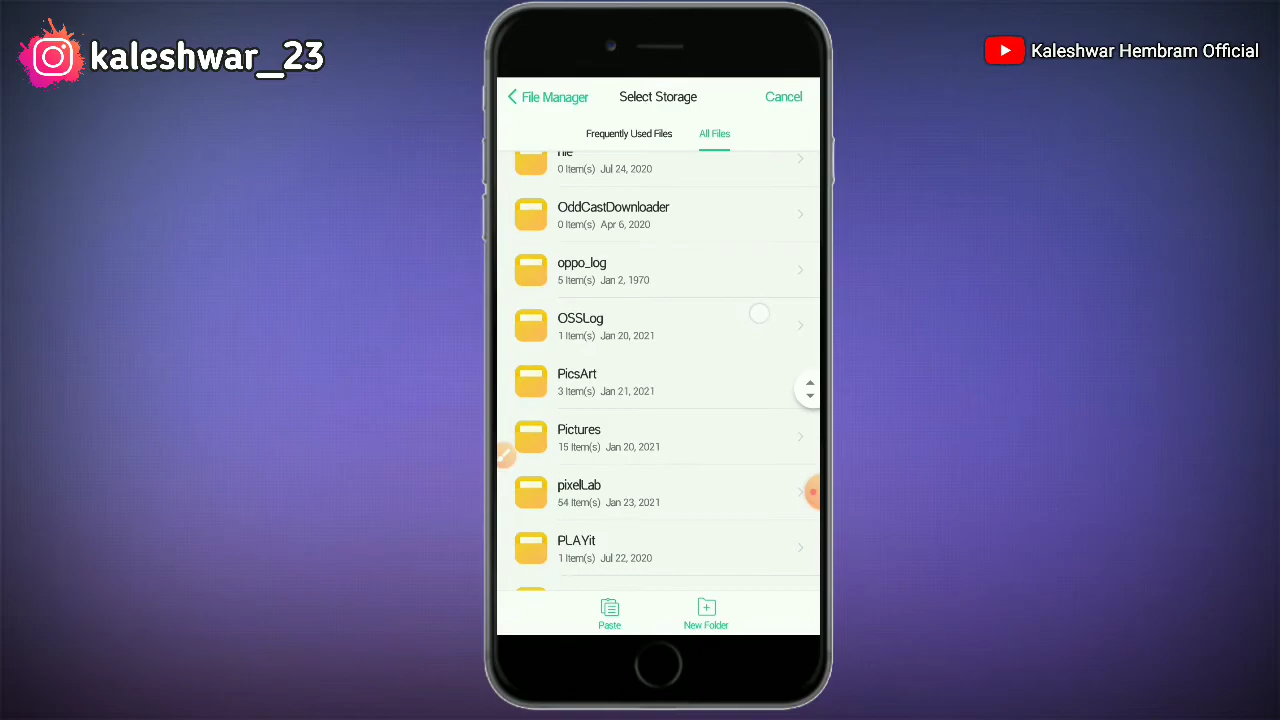 kaleshwar_23
Kaleshwar Hembram Official
File Manager
Select Storage
Cancel
Frequently Used Files
All Files
0 Item(s) Jul 24, 2020
OddCastDownloader
0 Item(s) Apr 6, 2020
oppo_log
5 Item(s) Jan 2, 1970
OSSLog
1 Item(s) Jan 20, 2021
PicsArt
3 Item(s) Jan 21, 2021
Pictures
15 Item(s) Jan 20, 2021
pixelLab
54 Item(s) Jan 23, 2021
PLAYit
1 Item(s) Jul 22, 2020
Paste
New Folder